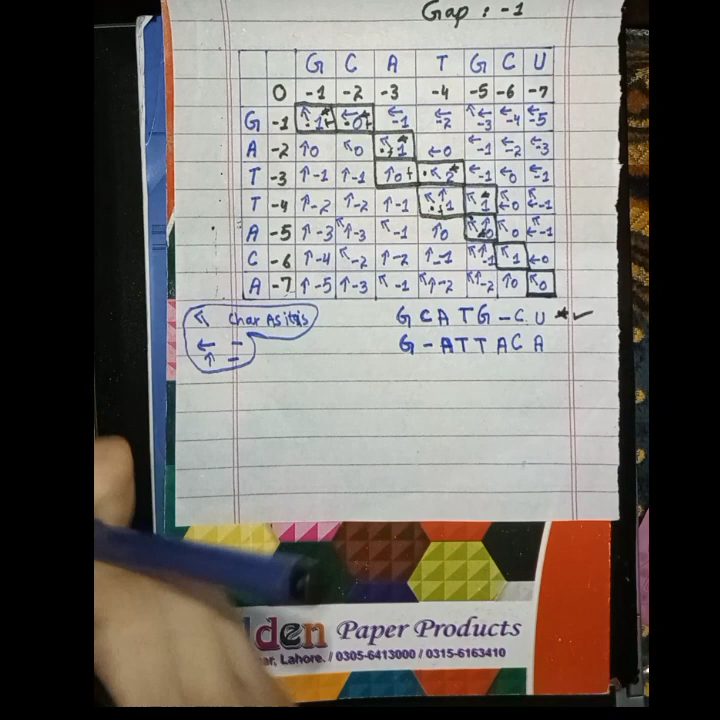 Gap : -1
G C A T G C U
0 -1 -2 -3 -4 -5 -6 -7
G -1 ↖1 ←0 ←-1 ←-2 ↖←-3 ←-4 ←-5
A -2 ↑0 ↖0 ↖1 ←0 ←-1 ←-2 ←-3
T -3 ↑-1 ↑-1 ↑0 ↖2 ←-1 ←0 ←-1
T -4 ↑-2 ↑-2 ↑-1 ↖↑1 ↖1 ↖←0 ↖←-1
A -5 ↑-3 ↖↑-3 ↖-1 ↑0 ↖↑0 ↖0 ↖←-1
C -6 ↑-4 ↖-2 ↑-2 ↑-1 ↖↑-1 ↖1 ←0
A -7 ↑-5 ↑-3 ↖-1 ↖↑-2 ↖↑-2 ↑0 ↖0
↖ Char As it is
← -
↑ -
G C A T G - C U * ✓
G - A T T A C A
lden Paper Products
ar, Lahore. / 0305-6413000 / 0315-6163410